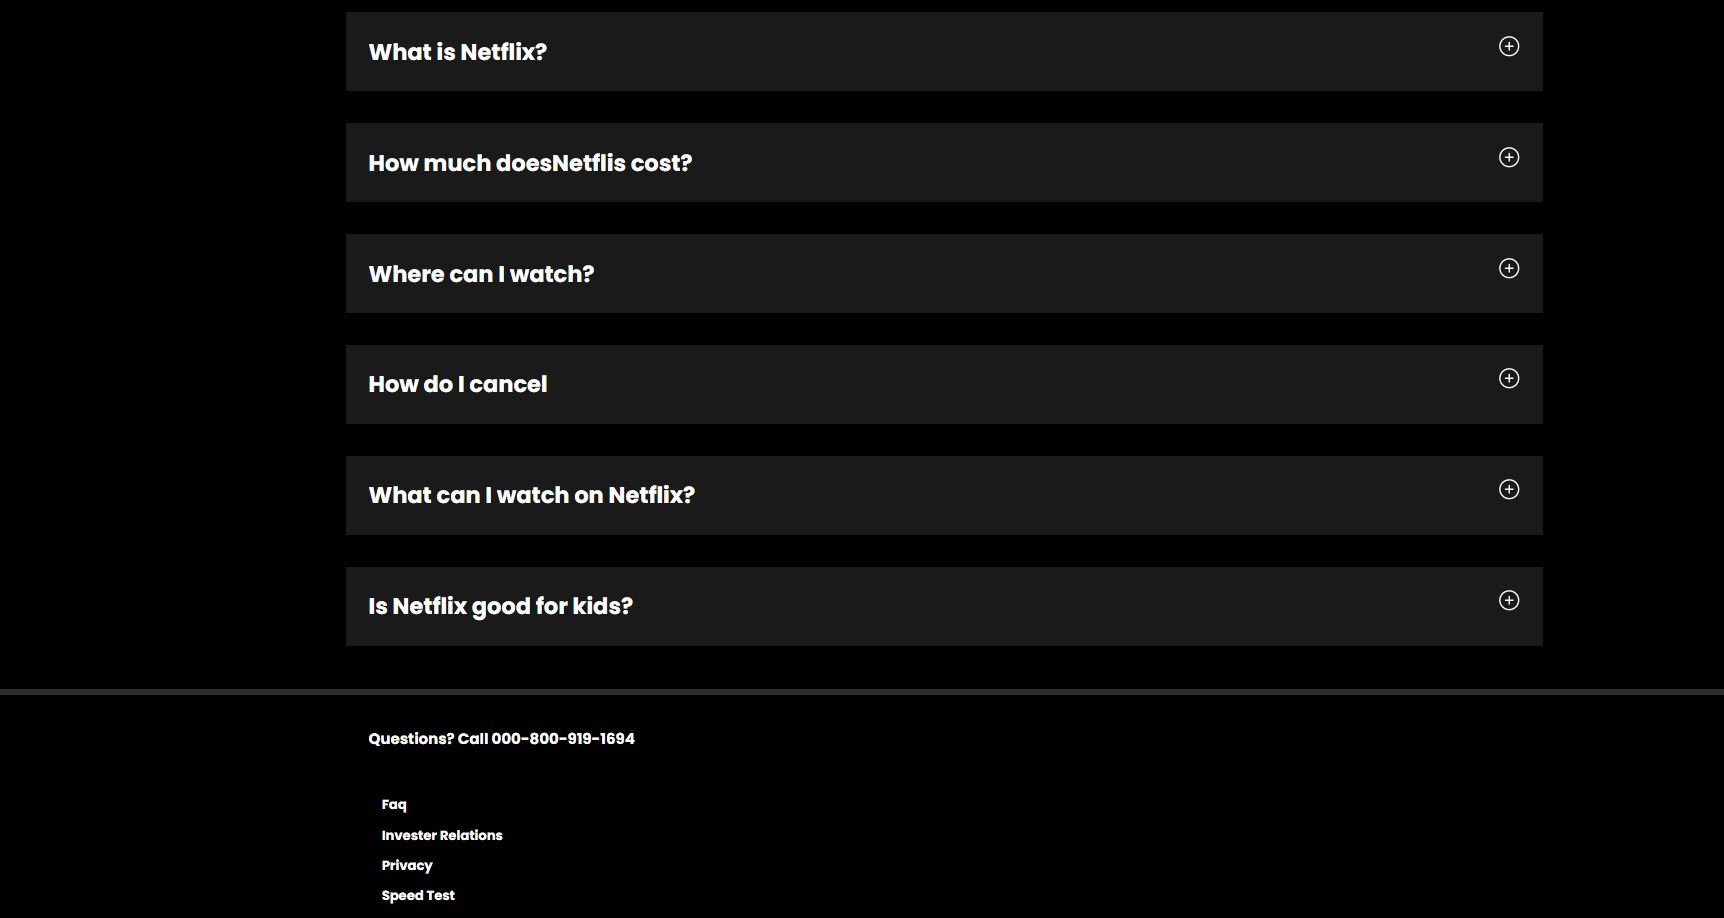 What is Netflix?
How much doesNetflis cost?
Where can I watch?
How do I cancel
What can I watch on Netflix?
Is Netflix good for kids?
Questions? Call 000-800-919-1694
Faq
Invester Relations
Privacy
Speed Test